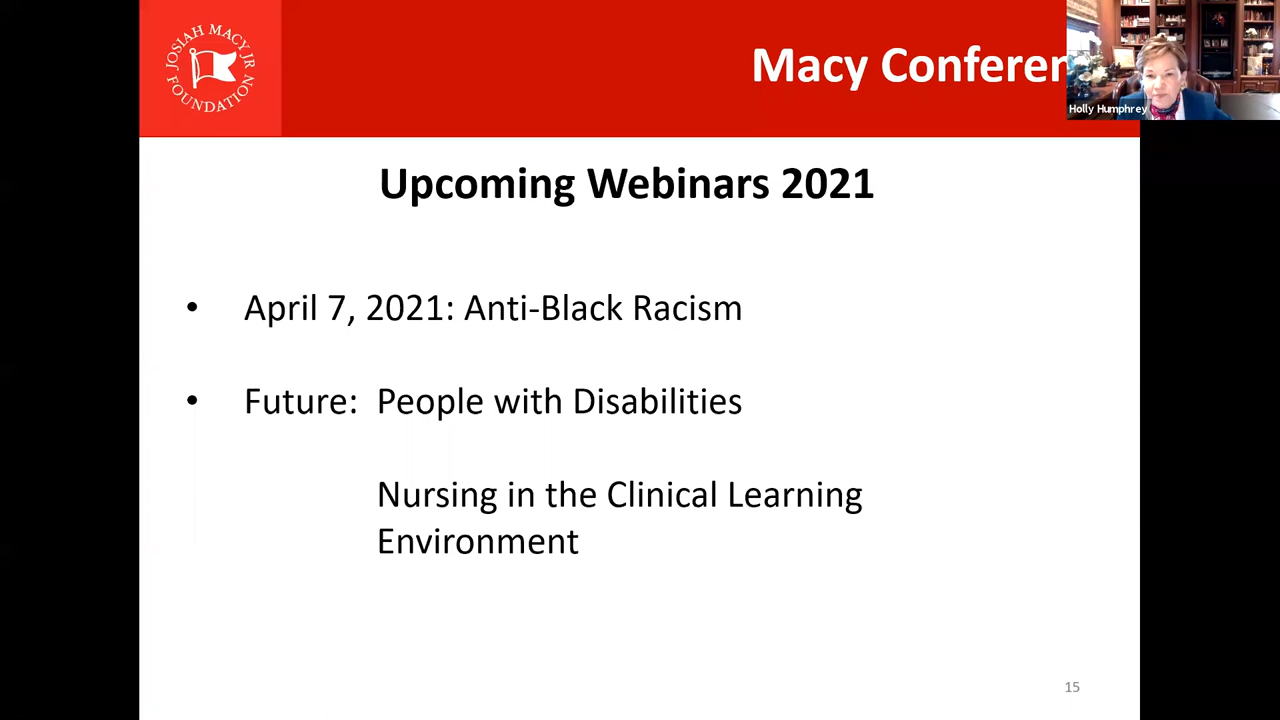 JOSIAH MACY JR
FOUNDATION
Macy Conferen
Holly Humphrey
Upcoming Webinars 2021
• April 7, 2021: Anti-Black Racism
• Future: People with Disabilities
Nursing in the Clinical Learning
Environment
15